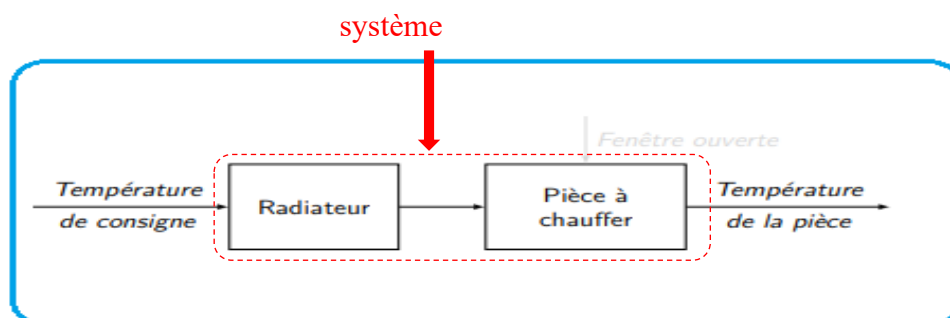 système
Fenêtre ouverte
Température
de consigne
Radiateur
Pièce à
chauffer
Température
de la pièce